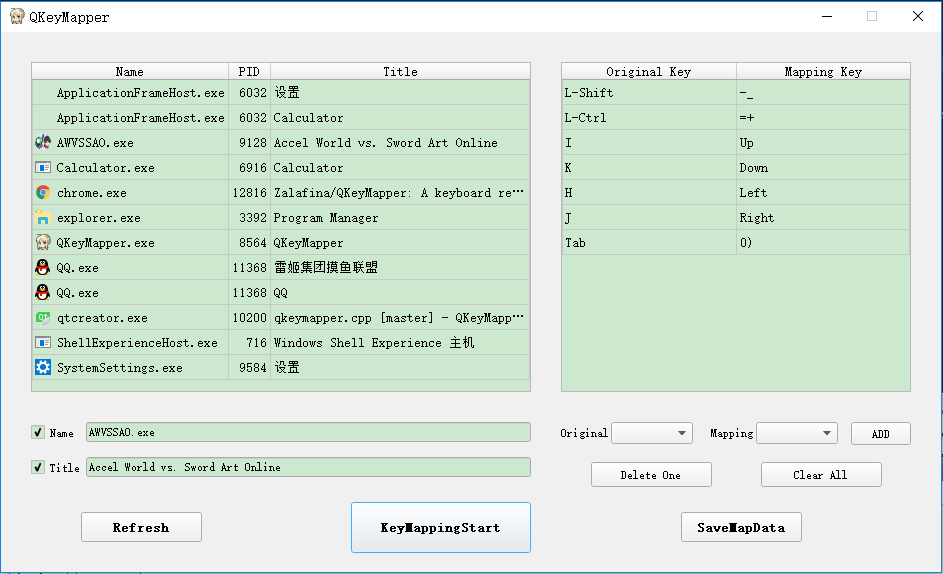 QKeyMapper
Name PID Title
ApplicationFrameHost.exe 6032 设置
ApplicationFrameHost.exe 6032 Calculator
AWVSSAO.exe 9128 Accel World vs. Sword Art Online
Calculator.exe 6916 Calculator
chrome.exe 12816 Zalafina/QKeyMapper: A keyboard re…
explorer.exe 3392 Program Manager
QKeyMapper.exe 8564 QKeyMapper
QQ.exe 11368 雷姬集团摸鱼联盟
QQ.exe 11368 QQ
qtcreator.exe 10200 qkeymapper.cpp [master] - QKeyMapp…
ShellExperienceHost.exe 716 Windows Shell Experience 主机
SystemSettings.exe 9584 设置
Original Key Mapping Key
L-Shift -_
L-Ctrl =+
I Up
K Down
H Left
J Right
Tab 0)
Name AWVSSAO.exe
Title Accel World vs. Sword Art Online
Original Mapping ADD
Delete One Clear All
Refresh KeyMappingStart SaveMapData